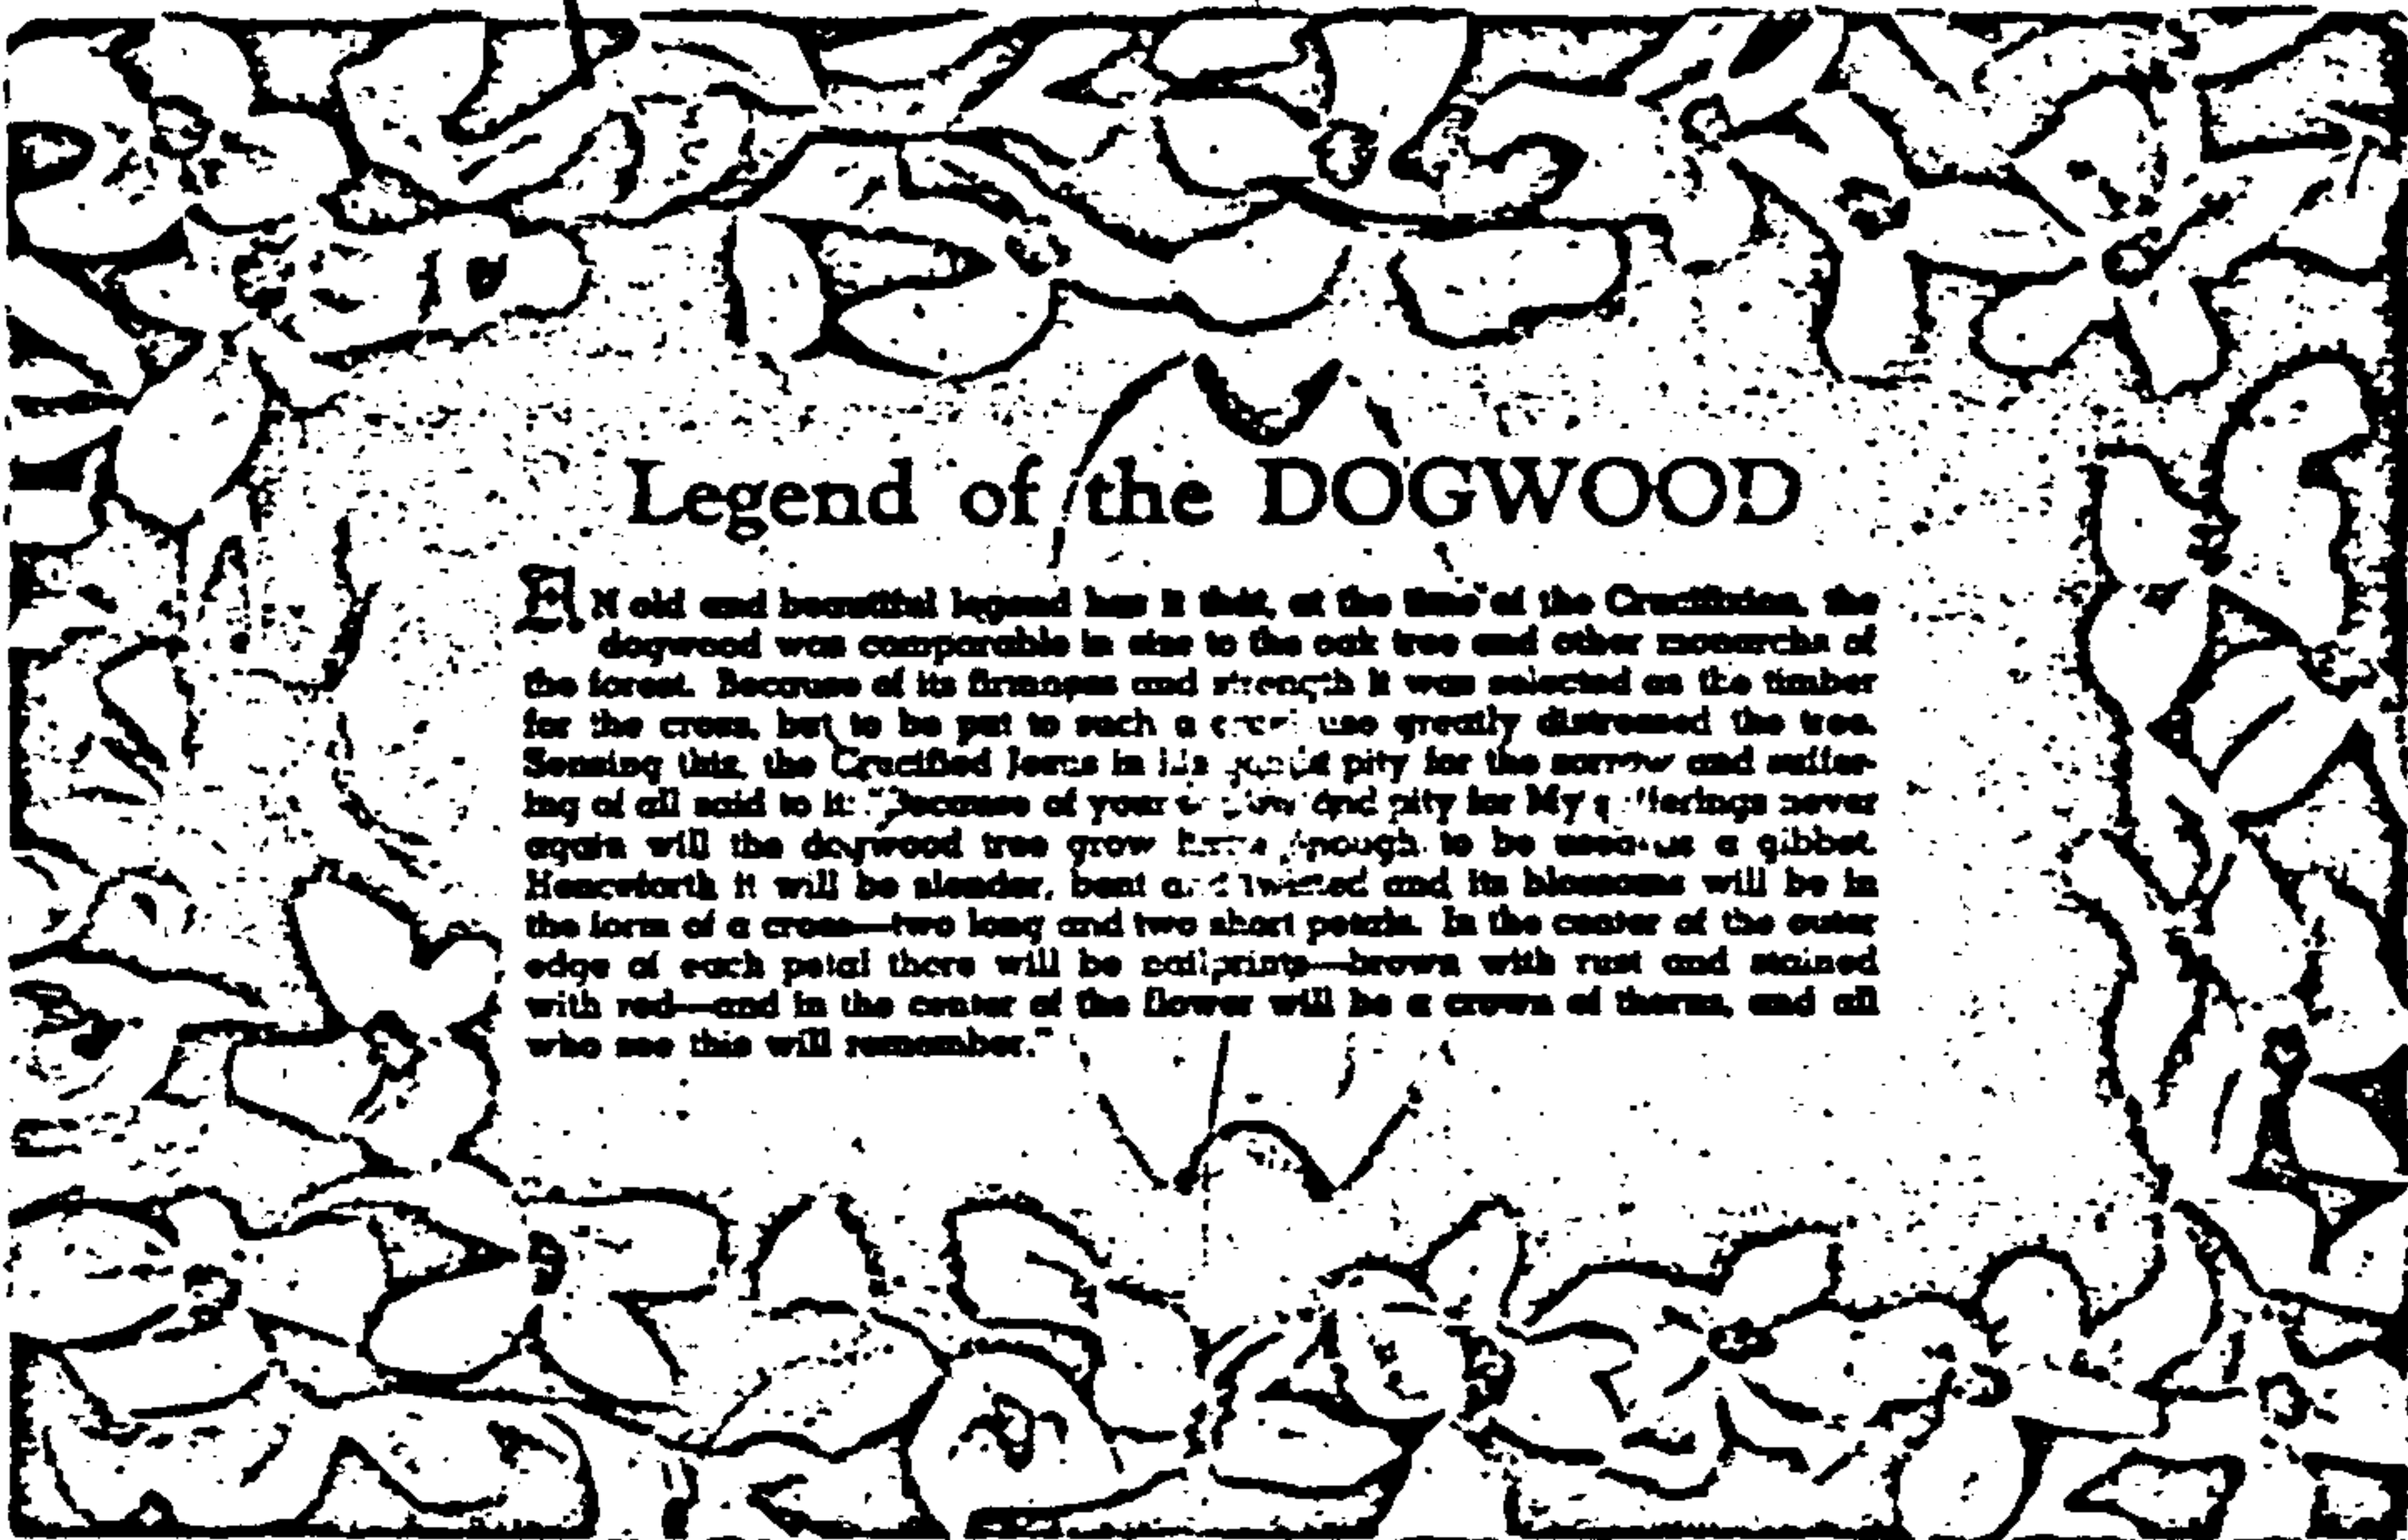 Legend of the DOGWOOD
AN old and beautiful legend has it that, at the time of the Crucifixion, the
dogwood was comparable in size to the oak tree and other monarchs of
the forest. Because of its firmness and strength it was selected as the timber
for the cross, but to be put to such a cruel use greatly distressed the tree.
Sensing this, the Crucified Jesus in His gentle pity for the sorrow and suffer-
ing of all said to it: "Because of your sorrow and pity for My sufferings never
again will the dogwood tree grow large enough to be used as a gibbet.
Henceforth it will be slender, bent and twisted and its blossoms will be in
the form of a cross—two long and two short petals. In the center of the outer
edge of each petal there will be nailprints—brown with rust and stained
with red—and in the center of the flower will be a crown of thorns, and all
who see this will remember."